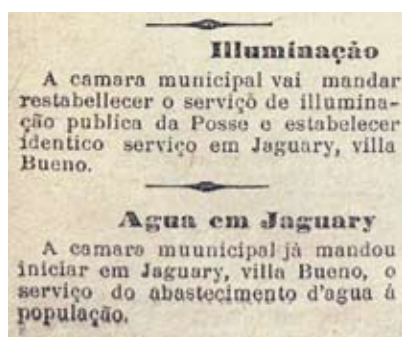 Illuminação
A camara municipal vai mandar
restabellecer o serviço de illumina-
ção publica da Posse e estabelecer
identico serviço em Jaguary, villa
Bueno.
Agua em Jaguary
A camara muunicipal já mandou
iniciar em Jaguary, villa Bueno, o
serviço do abastecimento d'agua á
população.